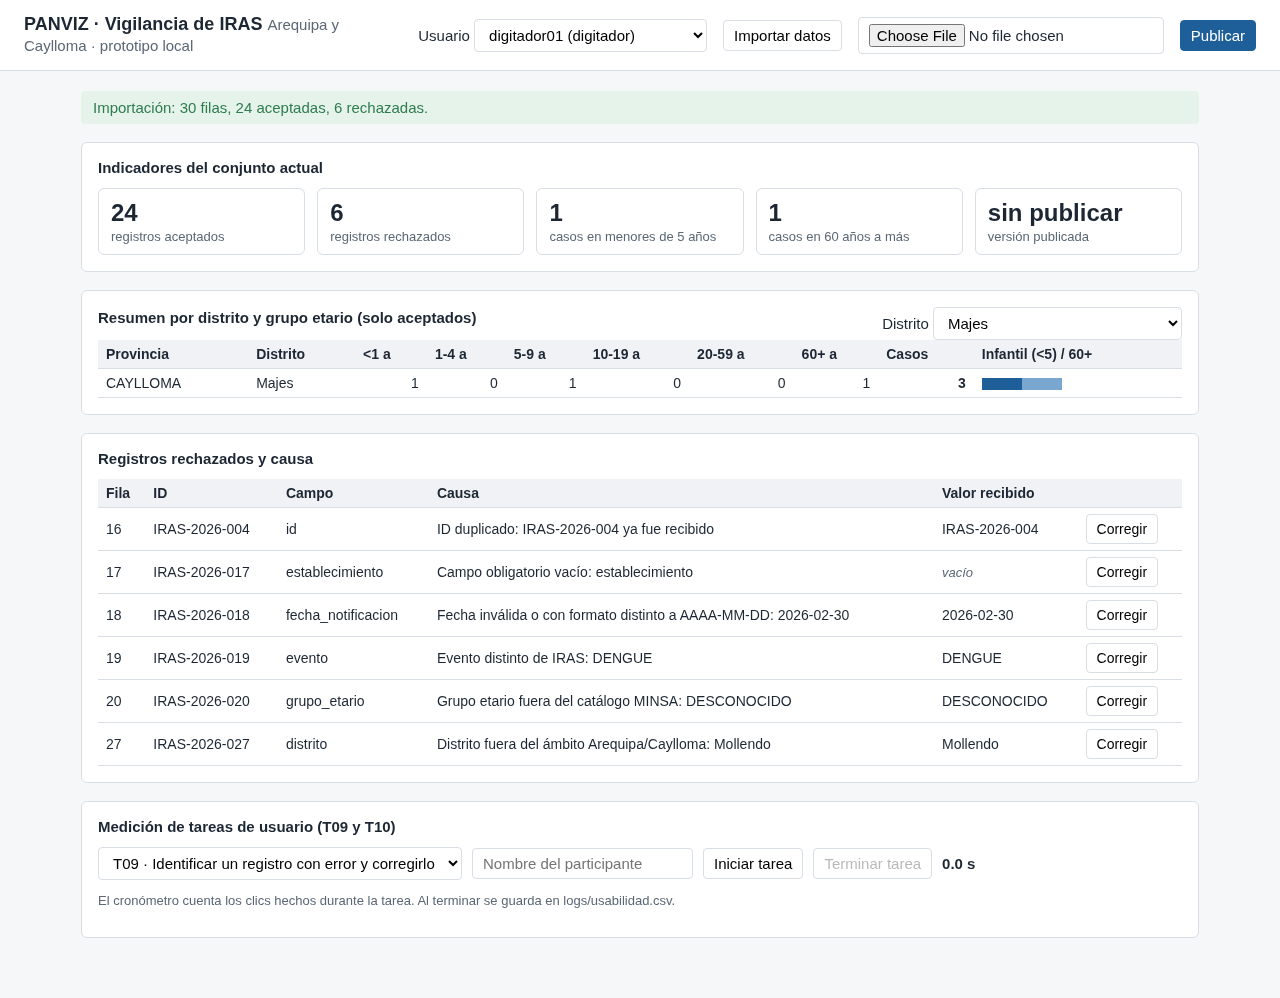 PANVIZ · Vigilancia de IRAS Arequipa y
Caylloma · prototipo local
Usuario digitador01 (digitador) Importar datos Choose File No file chosen Publicar
Importación: 30 filas, 24 aceptadas, 6 rechazadas.
Indicadores del conjunto actual
24 6 1 1 sin publicar
registros aceptados registros rechazados casos en menores de 5 años casos en 60 años a más versión publicada
Resumen por distrito y grupo etario (solo aceptados)
Distrito Majes
Provincia Distrito <1 a 1-4 a 5-9 a 10-19 a 20-59 a 60+ a Casos Infantil (<5) / 60+
CAYLLOMA Majes 1 0 1 0 0 1 3
Registros rechazados y causa
Fila ID Campo Causa Valor recibido
16 IRAS-2026-004 id ID duplicado: IRAS-2026-004 ya fue recibido IRAS-2026-004 Corregir
17 IRAS-2026-017 establecimiento Campo obligatorio vacío: establecimiento vacío Corregir
18 IRAS-2026-018 fecha_notificacion Fecha inválida o con formato distinto a AAAA-MM-DD: 2026-02-30 2026-02-30 Corregir
19 IRAS-2026-019 evento Evento distinto de IRAS: DENGUE DENGUE Corregir
20 IRAS-2026-020 grupo_etario Grupo etario fuera del catálogo MINSA: DESCONOCIDO DESCONOCIDO Corregir
27 IRAS-2026-027 distrito Distrito fuera del ámbito Arequipa/Caylloma: Mollendo Mollendo Corregir
Medición de tareas de usuario (T09 y T10)
T09 · Identificar un registro con error y corregirlo Nombre del participante Iniciar tarea Terminar tarea 0.0 s
El cronómetro cuenta los clics hechos durante la tarea. Al terminar se guarda en logs/usabilidad.csv.